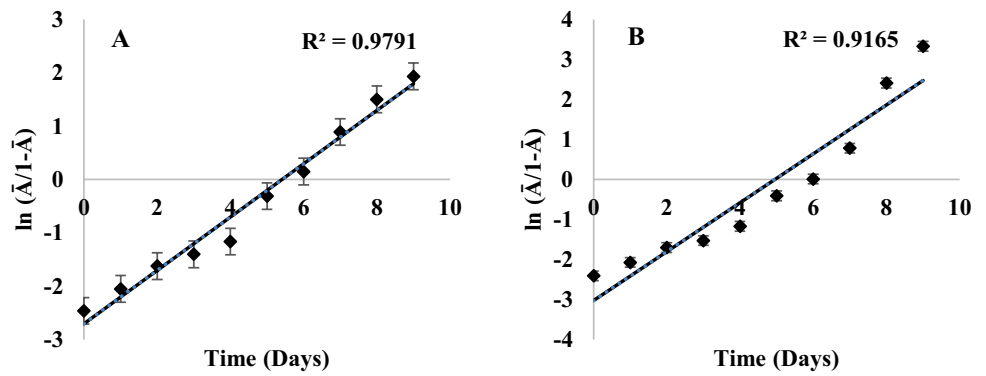 A
R² = 0.9791
3
2
1
0
-1
-2
-3
0 2 4 6 8 10
ln (Ā/1-Ā)
Time (Days)
B
R² = 0.9165
4
3
2
1
0
-1
-2
-3
-4
0 2 4 6 8 10
ln (Ā/1-Ā)
Time (Days)